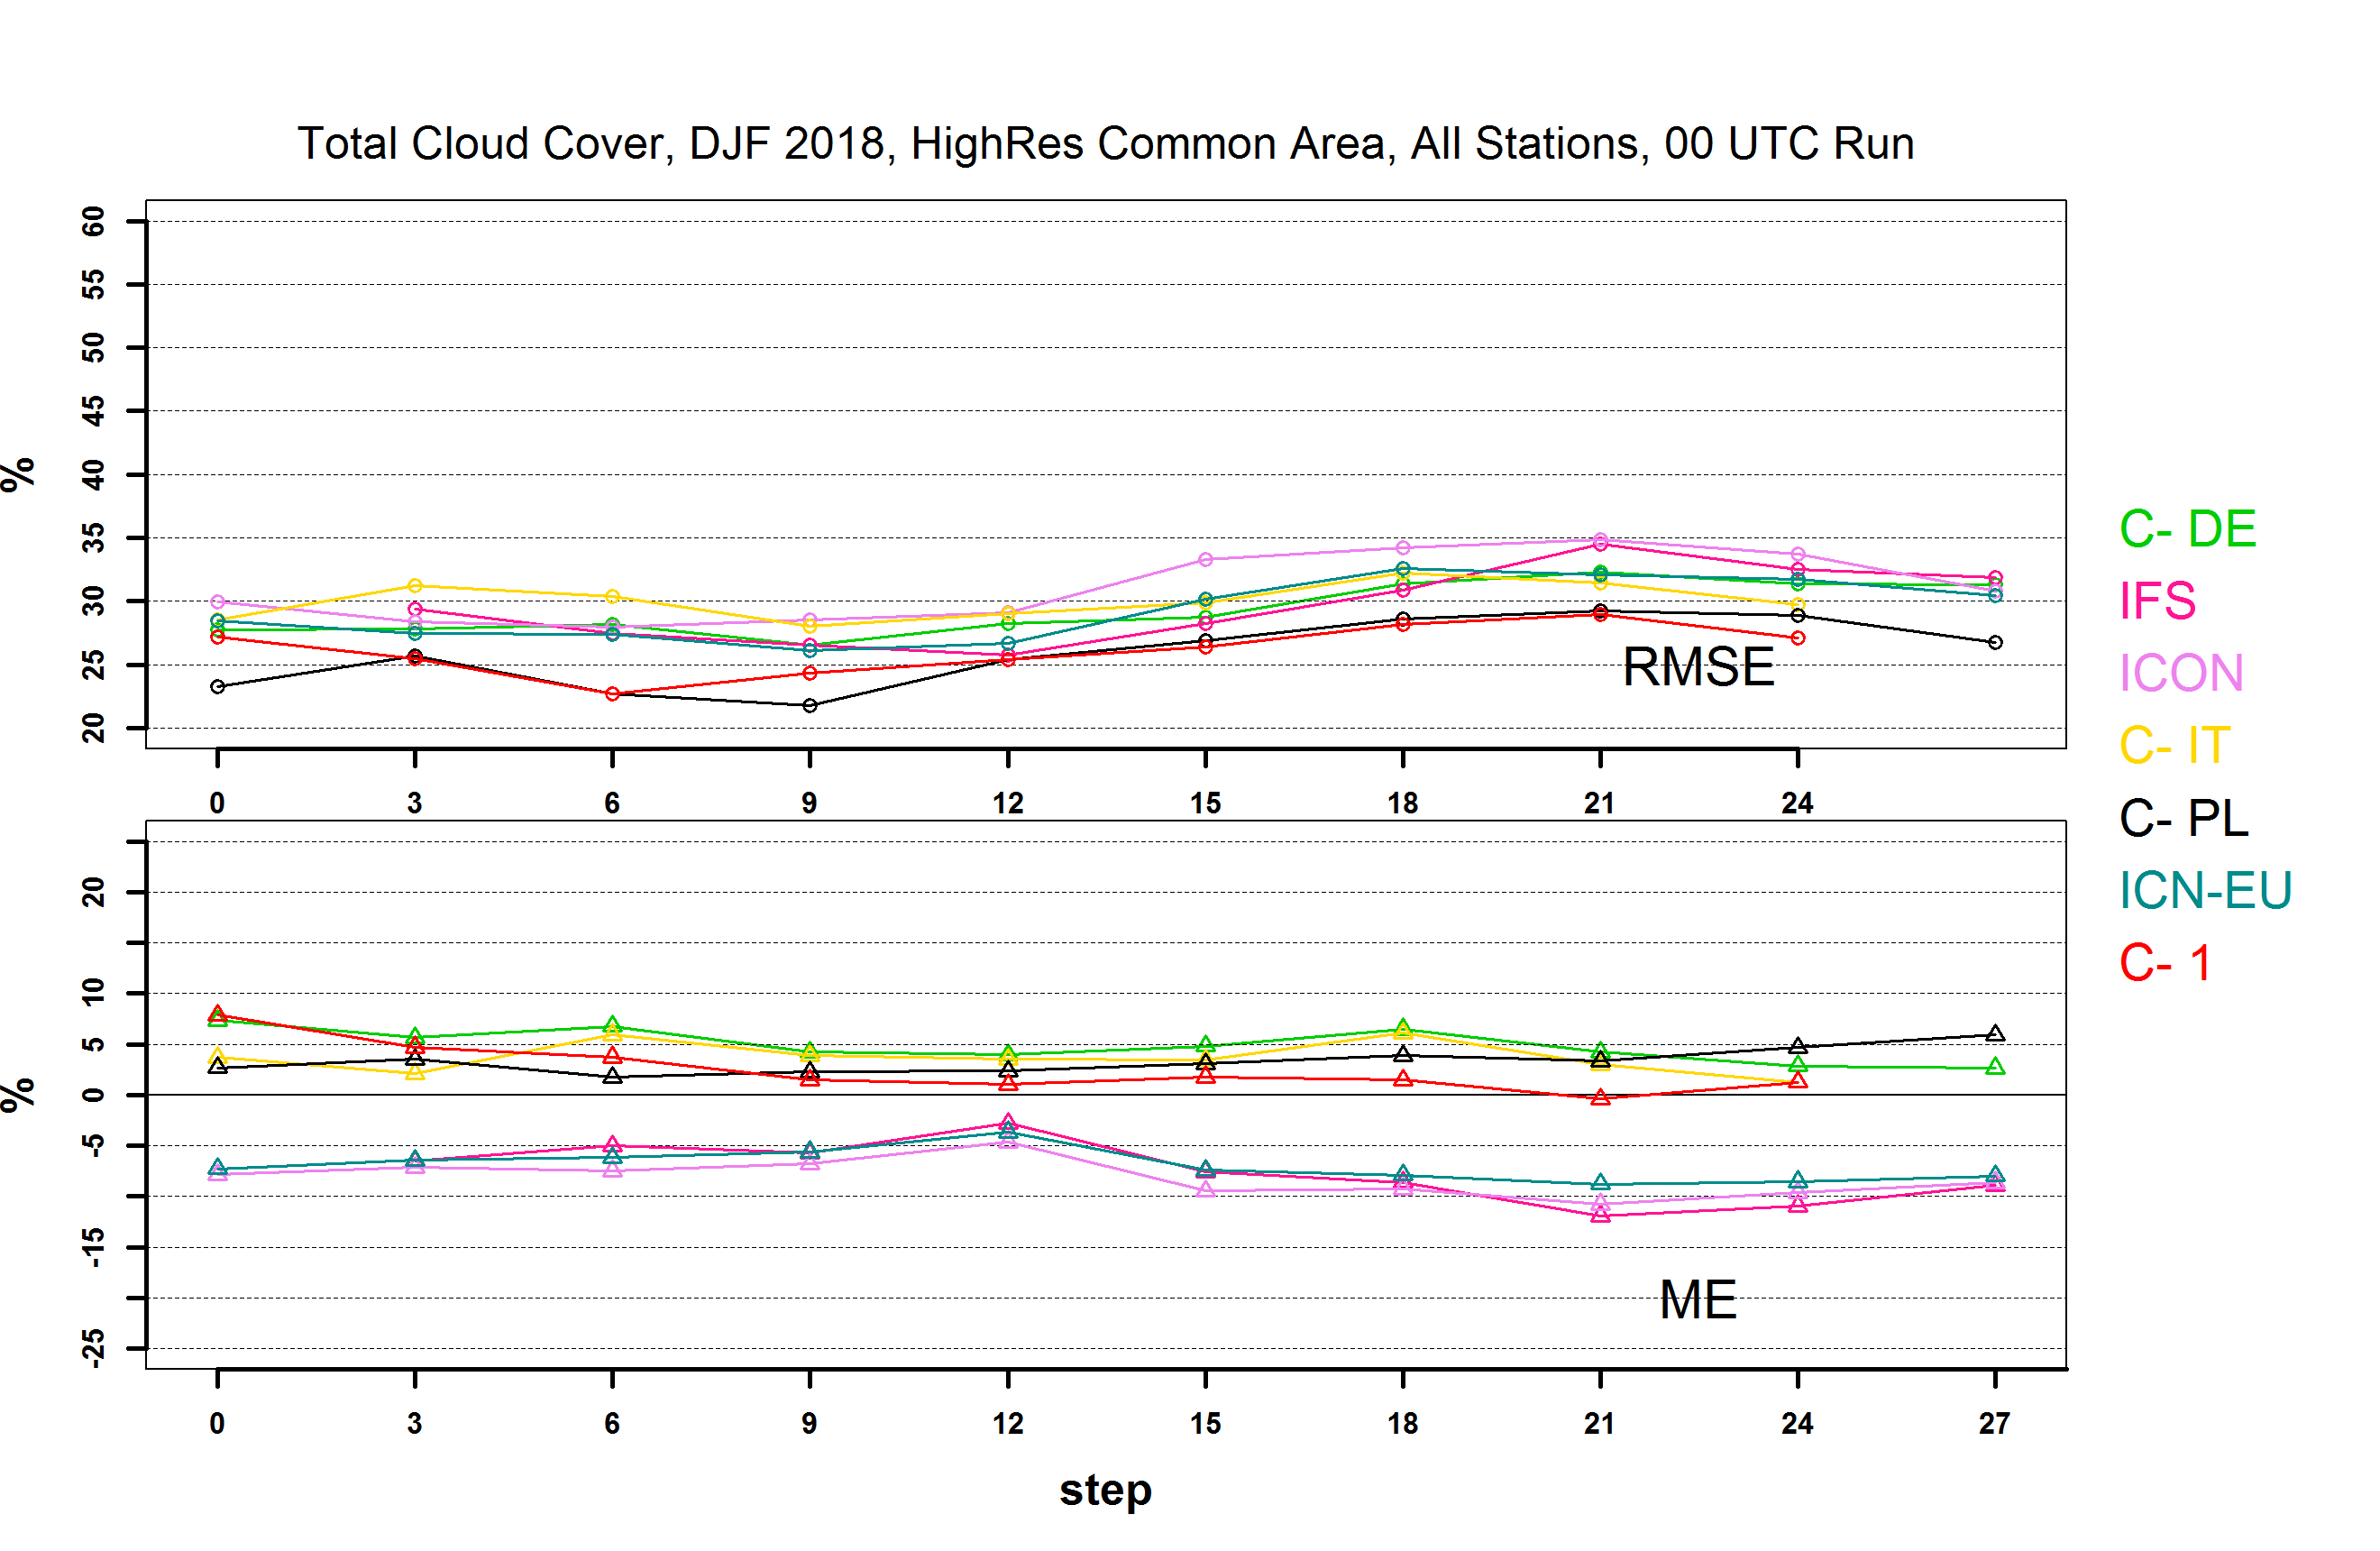 Total Cloud Cover, DJF 2018, HighRes Common Area, All Stations, 00 UTC Run
%
60
55
50
45
40
35
30
25
20
RMSE
0 3 6 9 12 15 18 21 24
%
20
10
5
0
-5
-15
-25
ME
0 3 6 9 12 15 18 21 24 27
step
C- DE
IFS
ICON
C- IT
C- PL
ICN-EU
C- 1